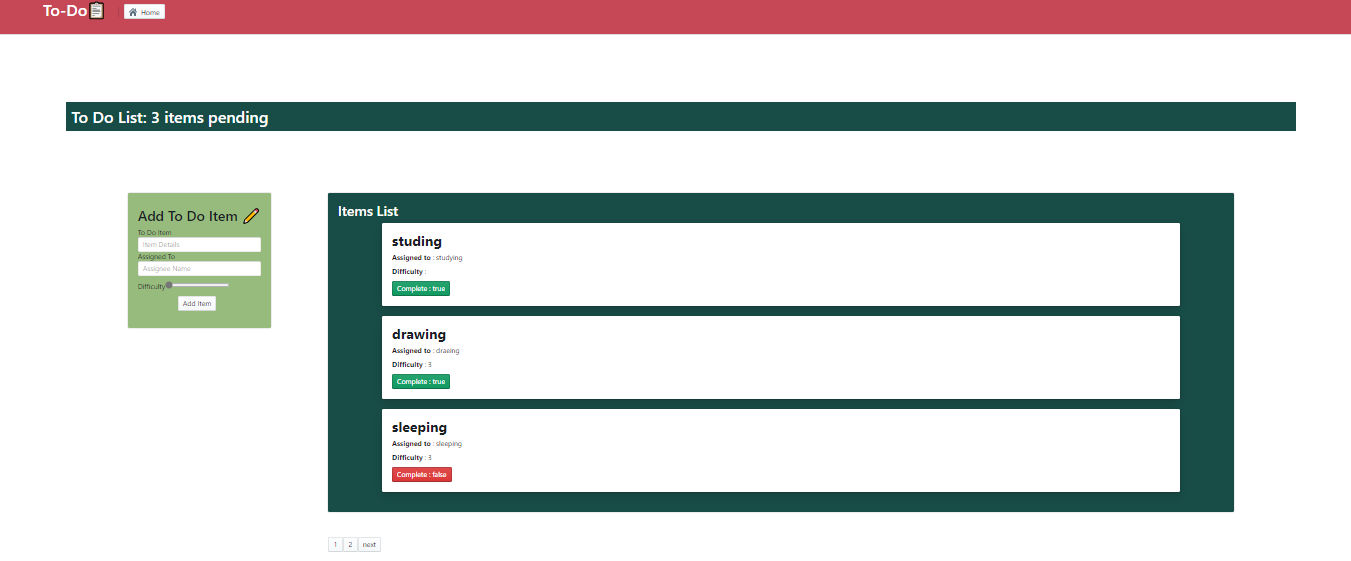 To-Do📋 | Home
To Do List: 3 items pending
Add To Do Item
To Do Item
Item Details
Assigned To
Assignee Name
Difficulty
Add Item
Items List
studing
Assigned to : studying
Difficulty :
Complete : true
drawing
Assigned to : draeing
Difficulty : 3
Complete : true
sleeping
Assigned to : sleeping
Difficulty : 3
Complete : false
1 2 next